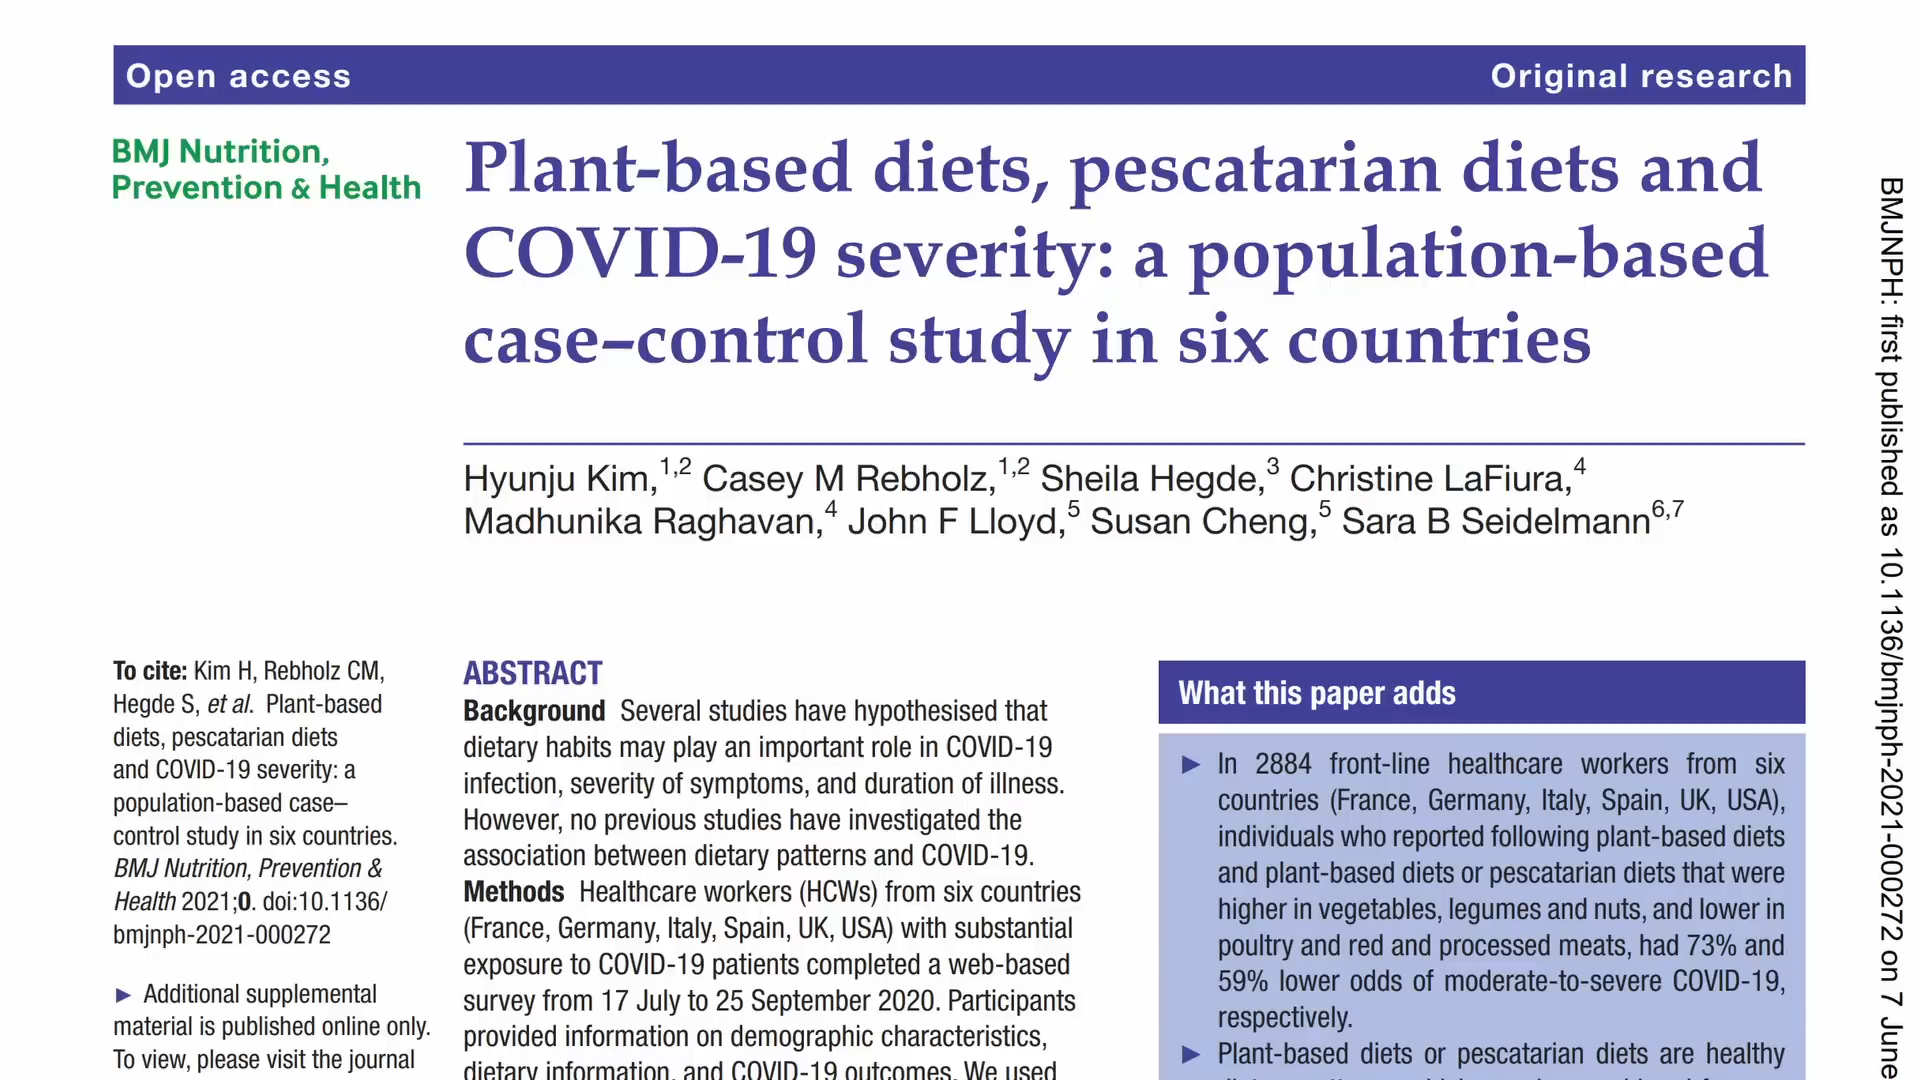 Open access
Original research
BMJ Nutrition,
Prevention & Health
Plant-based diets, pescatarian diets and
COVID-19 severity: a population-based
case–control study in six countries
Hyunju Kim,1,2 Casey M Rebholz,1,2 Sheila Hegde,3 Christine LaFiura,4
Madhunika Raghavan,4 John F Lloyd,5 Susan Cheng,5 Sara B Seidelmann6,7
To cite: Kim H, Rebholz CM,
Hegde S, et al. Plant-based
diets, pescatarian diets
and COVID-19 severity: a
population-based case–
control study in six countries.
BMJ Nutrition, Prevention &
Health 2021;0. doi:10.1136/
bmjnph-2021-000272
► Additional supplemental
material is published online only.
To view, please visit the journal
ABSTRACT
Background Several studies have hypothesised that
dietary habits may play an important role in COVID-19
infection, severity of symptoms, and duration of illness.
However, no previous studies have investigated the
association between dietary patterns and COVID-19.
Methods Healthcare workers (HCWs) from six countries
(France, Germany, Italy, Spain, UK, USA) with substantial
exposure to COVID-19 patients completed a web-based
survey from 17 July to 25 September 2020. Participants
provided information on demographic characteristics,
dietary information, and COVID-19 outcomes. We used
What this paper adds
► In 2884 front-line healthcare workers from six
countries (France, Germany, Italy, Spain, UK, USA),
individuals who reported following plant-based diets
and plant-based diets or pescatarian diets that were
higher in vegetables, legumes and nuts, and lower in
poultry and red and processed meats, had 73% and
59% lower odds of moderate-to-severe COVID-19,
respectively.
► Plant-based diets or pescatarian diets are healthy
BMJNPH: first published as 10.1136/bmjnph-2021-000272 on 7 June